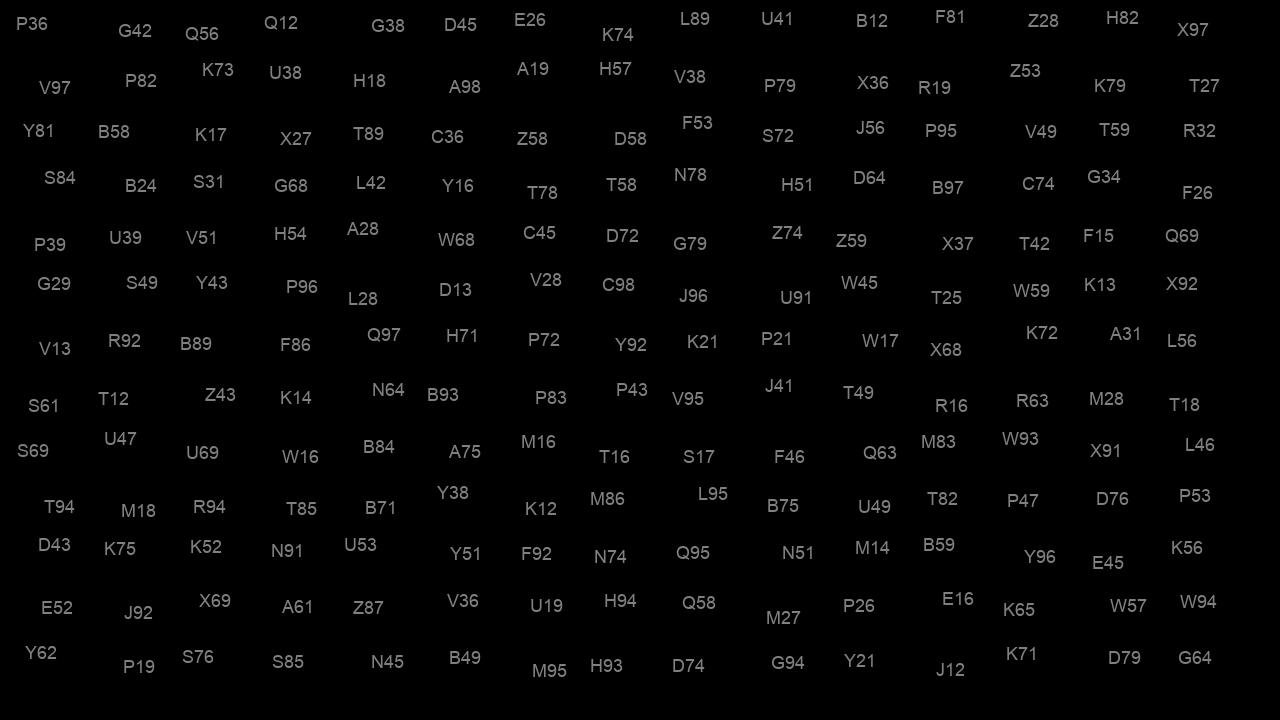 P36 G42 Q56 Q12 G38 D45 E26 K74 L89 U41 B12 F81 Z28 H82 X97
V97 P82 K73 U38 H18 A98 A19 H57 V38 P79 X36 R19 Z53 K79 T27
Y81 B58 K17 X27 T89 C36 Z58 D58 F53 S72 J56 P95 V49 T59 R32
S84 B24 S31 G68 L42 Y16 T78 T58 N78 H51 D64 B97 C74 G34 F26
P39 U39 V51 H54 A28 W68 C45 D72 G79 Z74 Z59 X37 T42 F15 Q69
G29 S49 Y43 P96 L28 D13 V28 C98 J96 U91 W45 T25 W59 K13 X92
V13 R92 B89 F86 Q97 H71 P72 Y92 K21 P21 W17 X68 K72 A31 L56
S61 T12 Z43 K14 N64 B93 P83 P43 V95 J41 T49 R16 R63 M28 T18
S69 U47 U69 W16 B84 A75 M16 T16 S17 F46 Q63 M83 W93 X91 L46
T94 M18 R94 T85 B71 Y38 K12 M86 L95 B75 U49 T82 P47 D76 P53
D43 K75 K52 N91 U53 Y51 F92 N74 Q95 N51 M14 B59 Y96 E45 K56
E52 J92 X69 A61 Z87 V36 U19 H94 Q58 M27 P26 E16 K65 W57 W94
Y62 P19 S76 S85 N45 B49 M95 H93 D74 G94 Y21 J12 K71 D79 G64